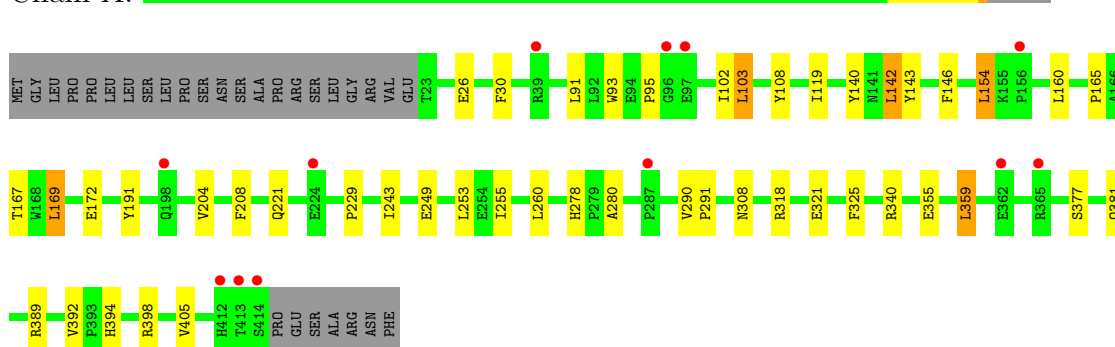 Chain A:
MET GLY LEU PRO PRO LEU LEU SER LEU PRO SER ASN SER ALA PRO ARG SER LEU GLY ARG VAL GLU T23 E26 F30 R39 L91 L92 W93 E94 P95 G96 E97 I102 L103 Y108 I119 Y140 N141 L142 Y143 F146 L154 K155 P156 L160 P165 A166
T167 W168 L169 E172 Y191 Q198 V204 F208 Q221 E224 P229 I243 E249 L253 E254 I255 L260 H278 P279 A280 P287 V290 P291 N308 R318 E321 F325 R340 E355 L359 E362 R365 S377
R389 V392 P393 H394 R398 V405 H412 T413 S414 PRO GLU SER ALA ARG ASN PHE